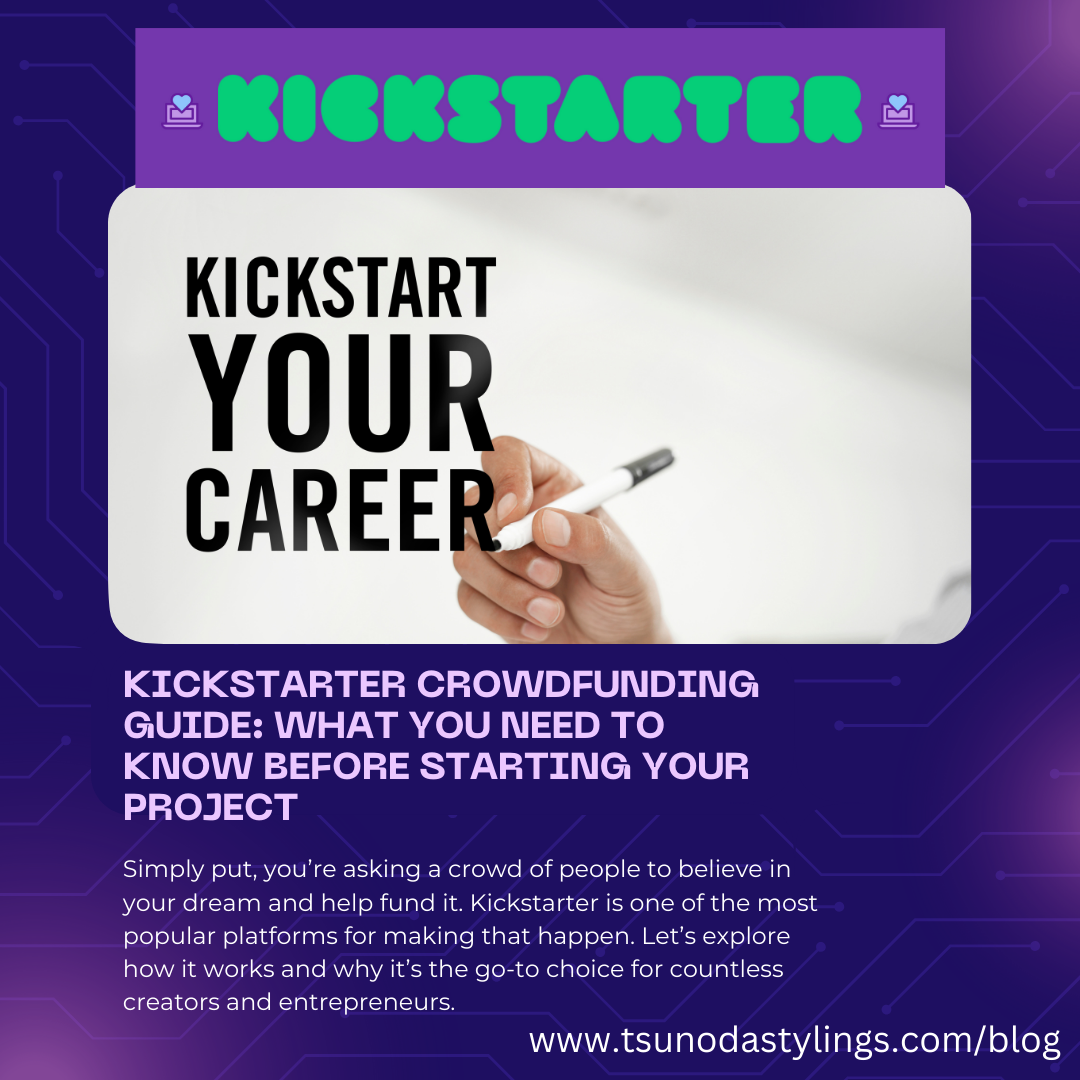 KICKSTARTER
KICKSTART
YOUR
CAREER
KICKSTARTER CROWDFUNDING
GUIDE: WHAT YOU NEED TO
KNOW BEFORE STARTING YOUR
PROJECT
Simply put, you’re asking a crowd of people to believe in
your dream and help fund it. Kickstarter is one of the most
popular platforms for making that happen. Let’s explore
how it works and why it’s the go-to choice for countless
creators and entrepreneurs.
www.tsunodastylings.com/blog